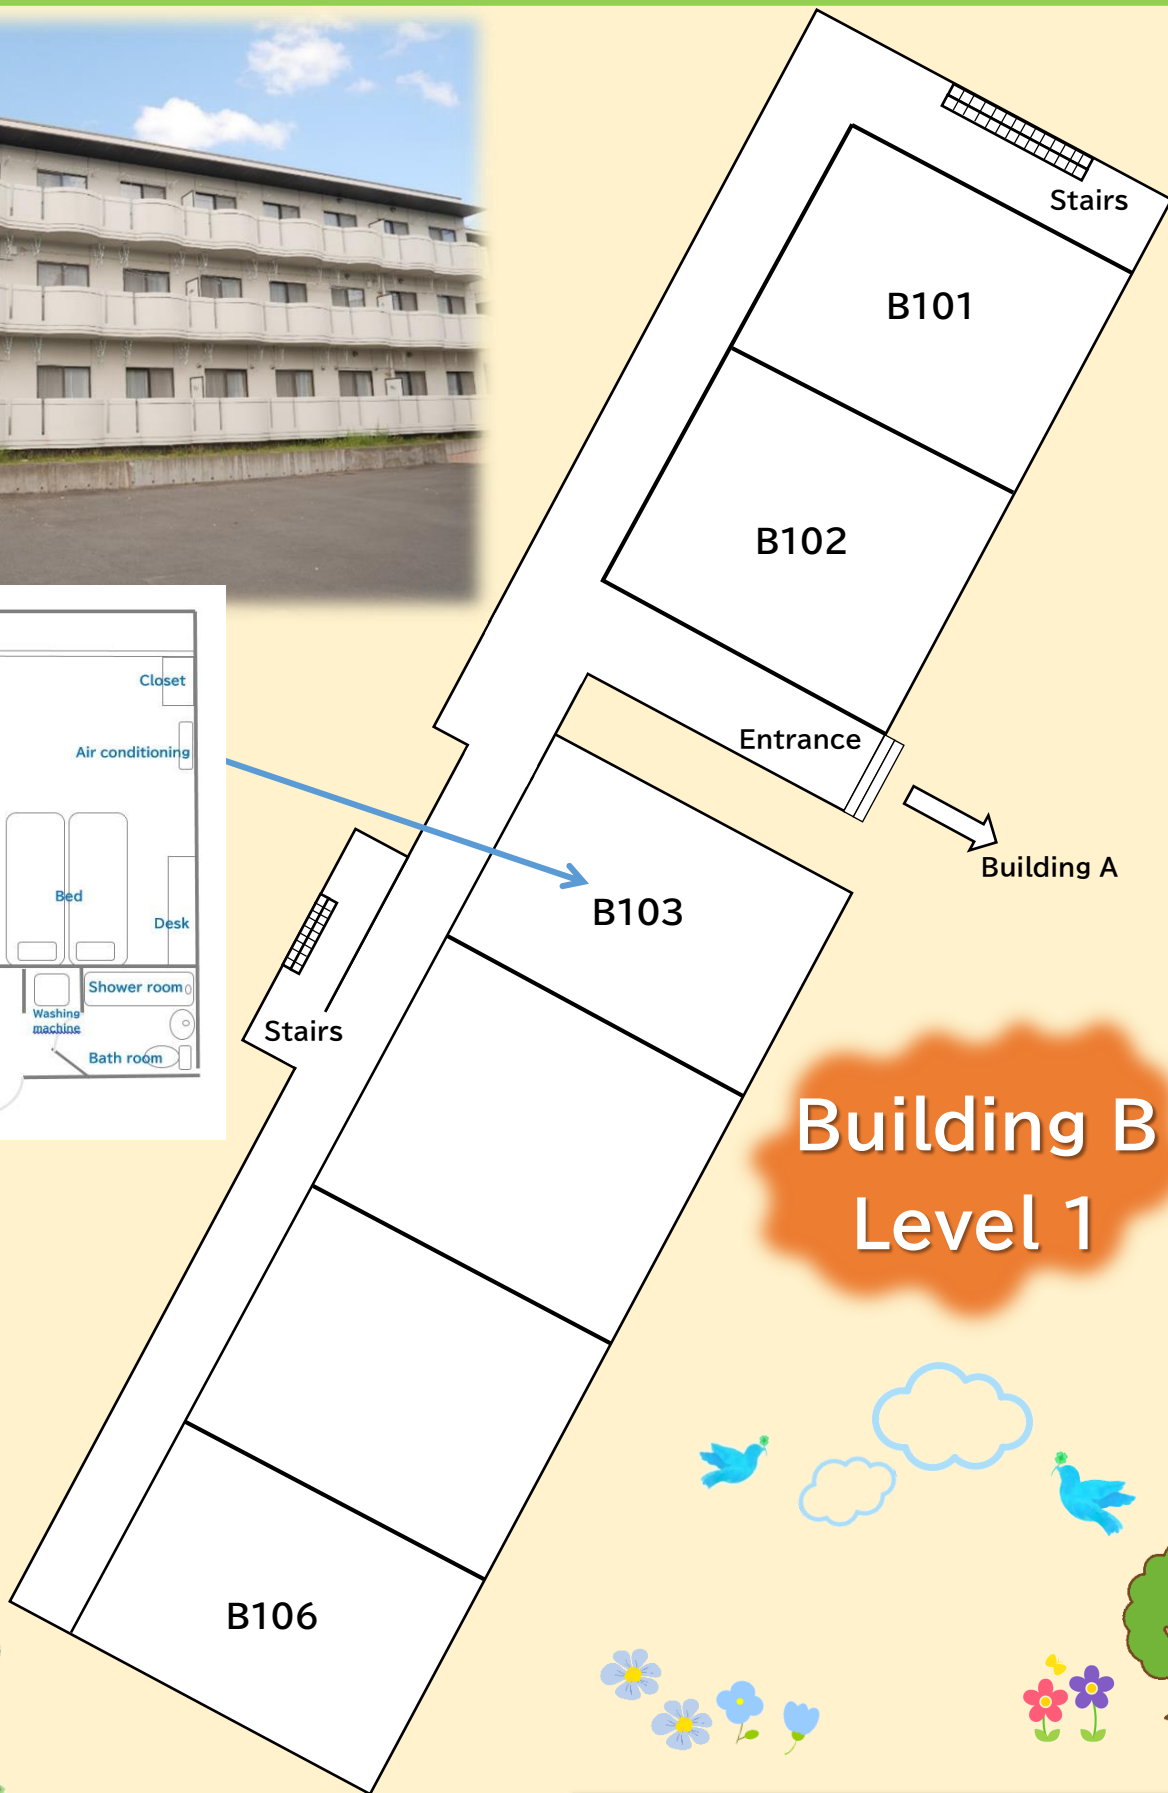 Stairs
B101
B102
Entrance
Building A
B103
Stairs
B106
Closet
Air conditioning
Bed
Desk
Shower room
Washing
machine
Bath room
Building B
Level 1